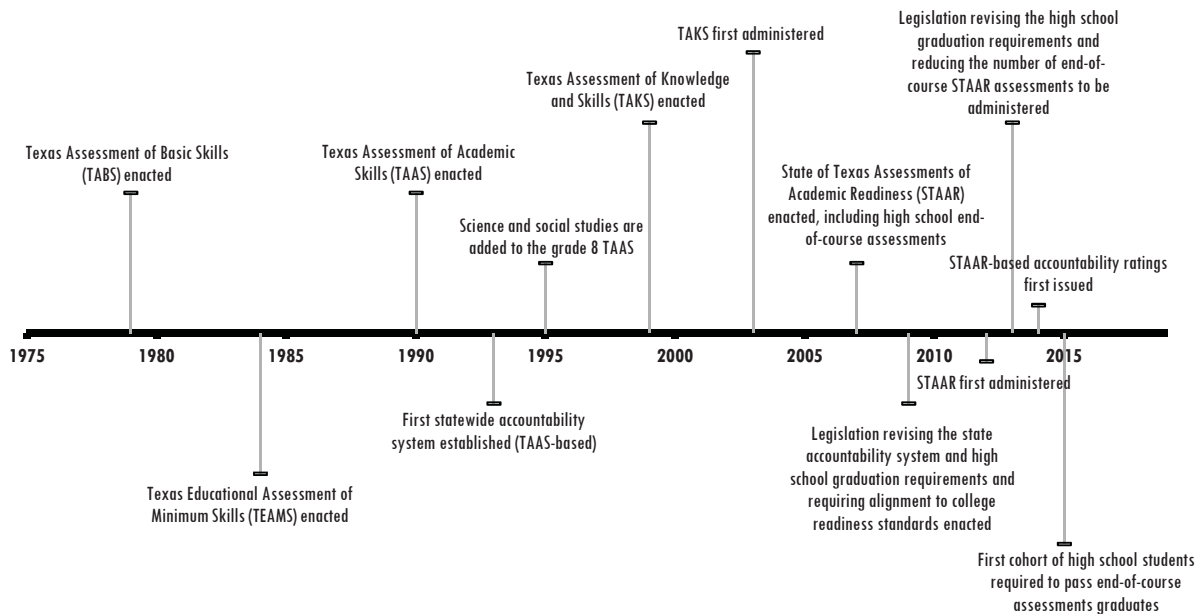 TAKS first administered
Legislation revising the high school
graduation requirements and
reducing the number of end-of-
course STAAR assessments to be
administered
Texas Assessment of Knowledge
and Skills (TAKS) enacted
Texas Assessment of Basic Skills
(TABS) enacted
Texas Assessment of Academic
Skills (TAAS) enacted
State of Texas Assessments of
Academic Readiness (STAAR)
enacted, including high school end-
of-course assessments
Science and social studies are
added to the grade 8 TAAS
STAAR-based accountability ratings
first issued
1975 1980 1985 1990 1995 2000 2005 2010 2015
STAAR first administered
First statewide accountability
system established (TAAS-based)
Legislation revising the state
accountability system and high
school graduation requirements and
requiring alignment to college
readiness standards enacted
Texas Educational Assessment of
Minimum Skills (TEAMS) enacted
First cohort of high school students
required to pass end-of-course
assessments graduates